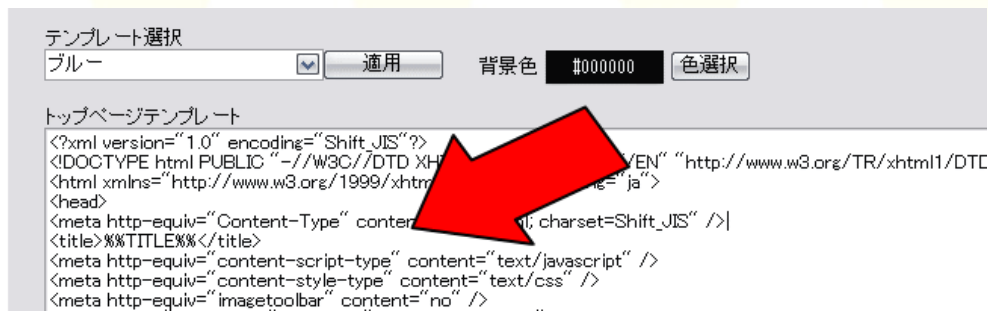 テンプレート選択
ブルー 適用 背景色 #000000 色選択
トップページテンプレート
<?xml version="1.0" encoding="Shift_JIS"?>
<!DOCTYPE html PUBLIC "-//W3C//DTD /EN" "http://www.w3.org/TR/xhtml1/DTD
<html xmlns="http://www.w3.org/1999/ ="ja">
<head>
<meta http-equiv="Content-Type" charset=Shift_JIS" />
<title>%%TITLE%%</title>
<meta http-equiv="content-script-type" content="text/javascript" />
<meta http-equiv="content-style-type" content="text/css" />
<meta http-equiv="imagetoolbar" content="no" />